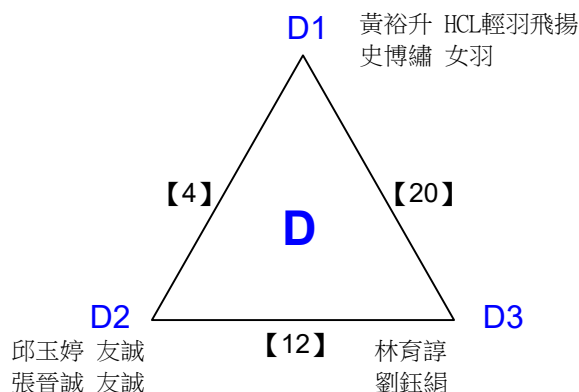 D1
黃裕升 HCL輕羽飛揚
史博繡 女羽
【4】
【20】
D
D2
D3
【12】
邱玉婷 友誠
張晉誠 友誠
林育諄
劉鈺絹